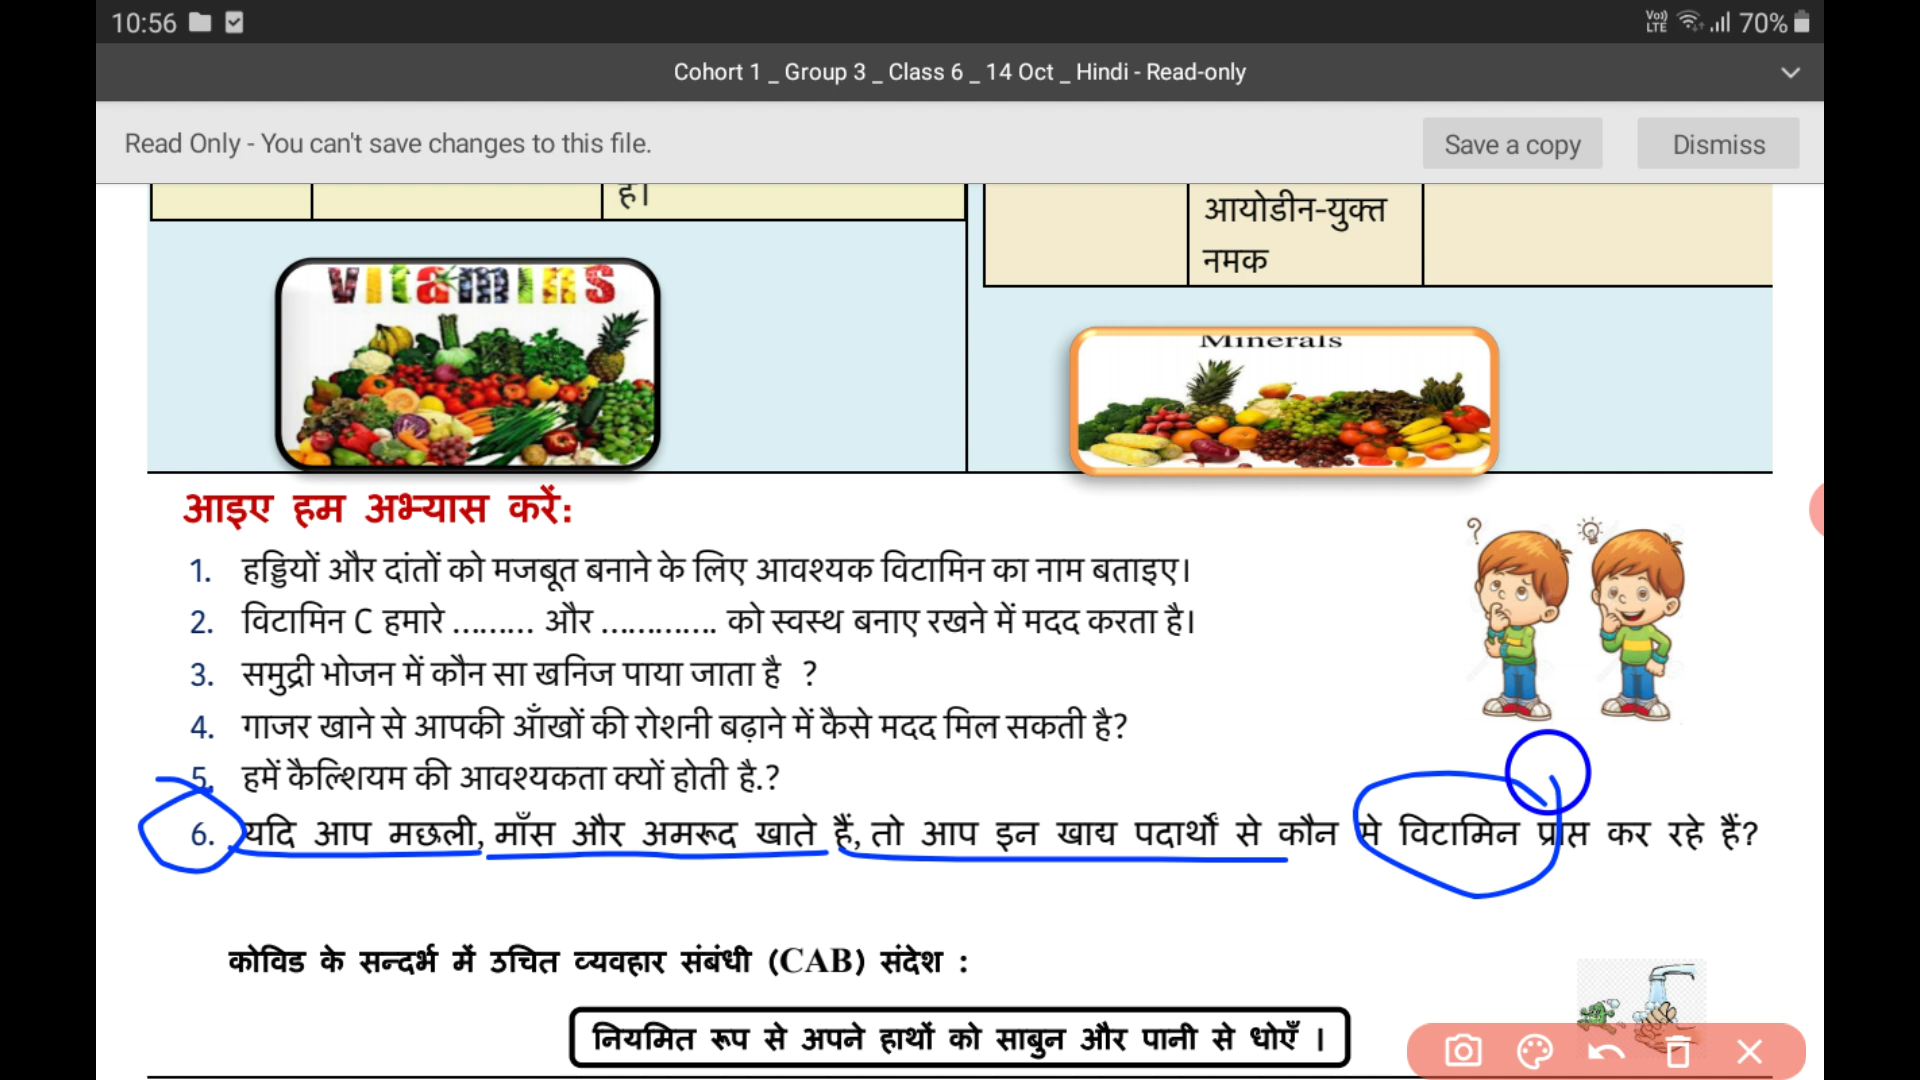 10:56 Vo)) LTE 70%
Cohort 1 _ Group 3 _ Class 6 _ 14 Oct _ Hindi - Read-only
Read Only - You can't save changes to this file. Save a copy Dismiss
है।
आयोडीन-युक्त
नमक
vitamins
Minerals
आइए हम अभ्यास करें:
1. हड्डियों और दांतों को मजबूत बनाने के लिए आवश्यक विटामिन का नाम बताइए।
2. विटामिन C हमारे ......... और ............. को स्वस्थ बनाए रखने में मदद करता है।
3. समुद्री भोजन में कौन सा खनिज पाया जाता है ?
4. गाजर खाने से आपकी आँखों की रोशनी बढ़ाने में कैसे मदद मिल सकती है?
5. हमें कैल्शियम की आवश्यकता क्यों होती है.?
6. यदि आप मछली, माँस और अमरूद खाते हैं, तो आप इन खाद्य पदार्थों से कौन से विटामिन प्राप्त कर रहे हैं?
कोविड के सन्दर्भ में उचित व्यवहार संबंधी (CAB) संदेश :
नियमित रूप से अपने हाथों को साबुन और पानी से धोएँ ।